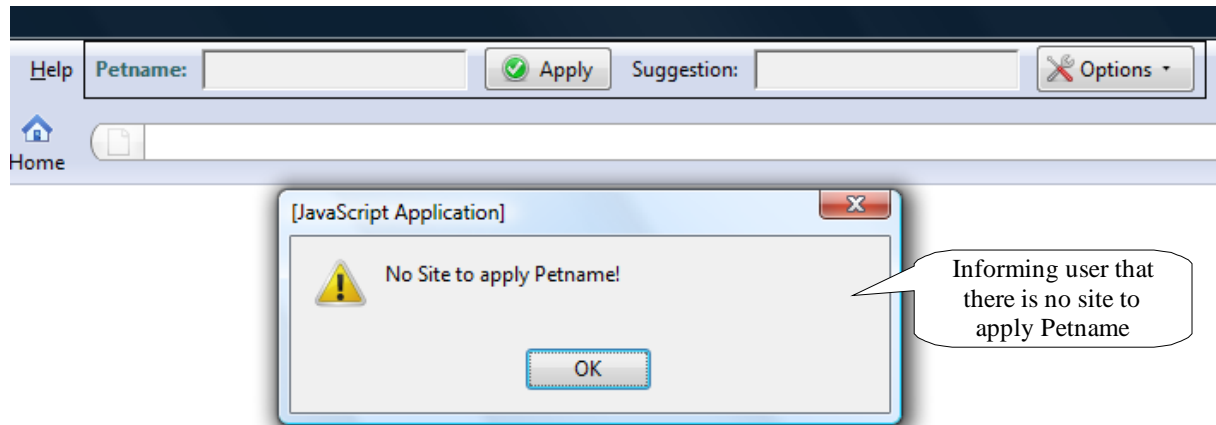 Help Petname: Apply Suggestion: Options
Home
[JavaScript Application]
No Site to apply Petname!
OK
Informing user that
there is no site to
apply Petname